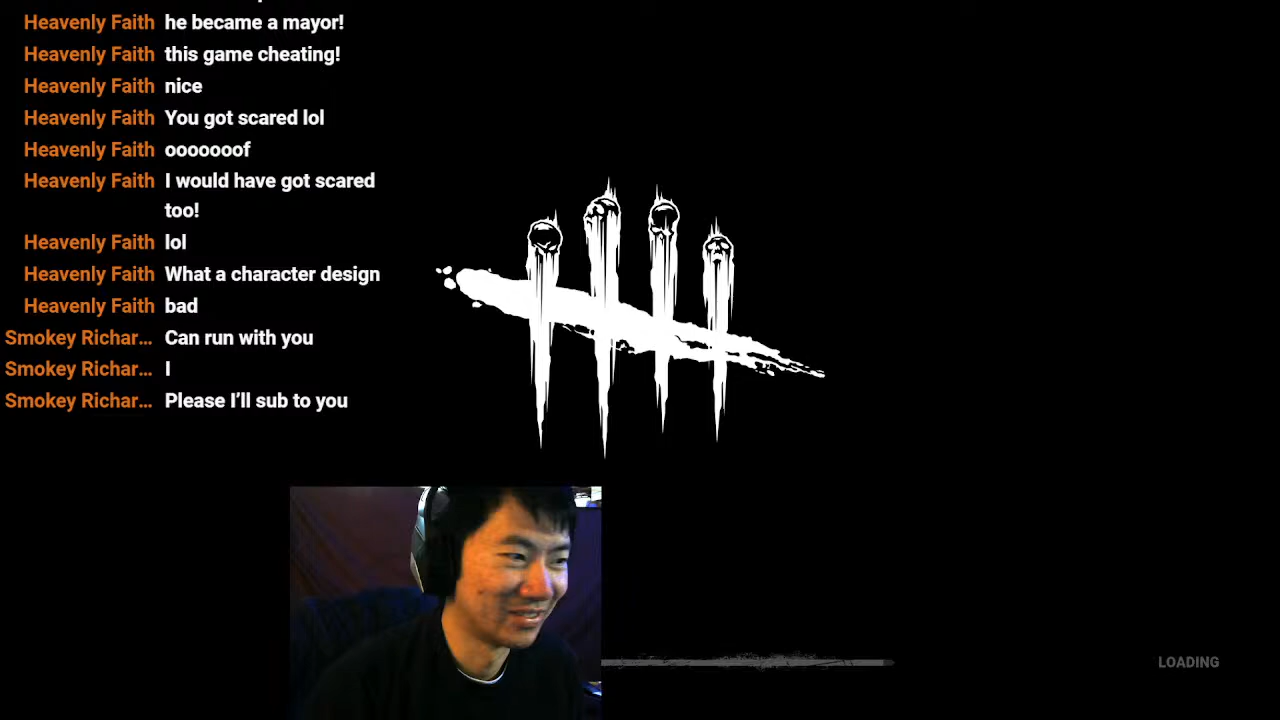 Heavenly Faith he became a mayor!
Heavenly Faith this game cheating!
Heavenly Faith nice
Heavenly Faith You got scared lol
Heavenly Faith ooooooof
Heavenly Faith I would have got scared
too!
Heavenly Faith lol
Heavenly Faith What a character design
Heavenly Faith bad
Smokey Richar... Can run with you
Smokey Richar... I
Smokey Richar... Please I'll sub to you
LOADING